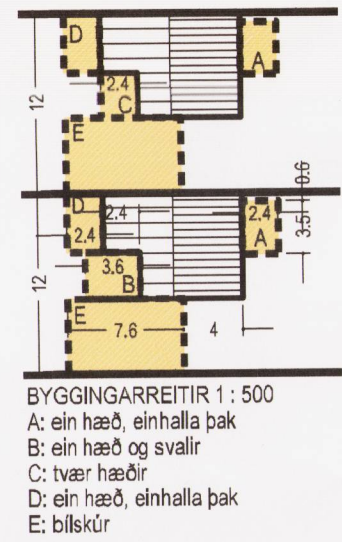 D
A
2.4
C
12
E
0.6
D
2.4
2.4
2.4
A
3.5
3.6
B
12
E
7.6
4
BYGGINGARREITIR 1 : 500
A: ein hæð, einhalla þak
B: ein hæð og svalir
C: tvær hæðir
D: ein hæð, einhalla þak
E: bílskúr